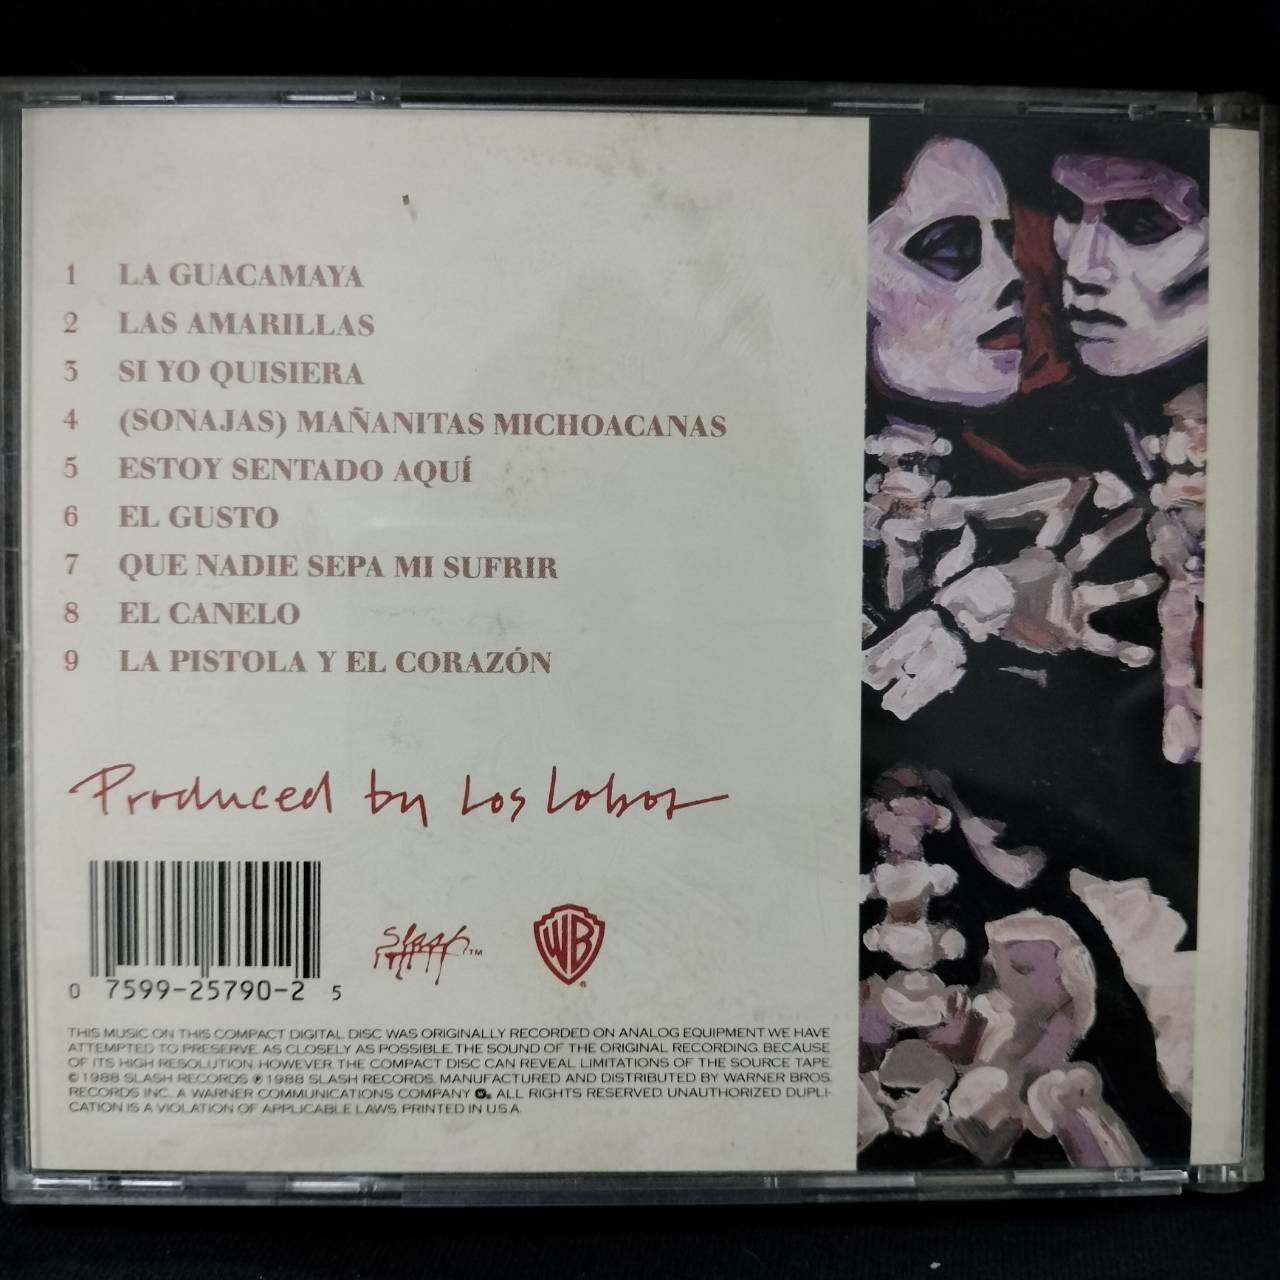 1 LA GUACAMAYA
2 LAS AMARILLAS
3 SI YO QUISIERA
4 (SONAJAS) MAÑANITAS MICHOACANAS
5 ESTOY SENTADO AQUÍ
6 EL GUSTO
7 QUE NADIE SEPA MI SUFRIR
8 EL CANELO
9 LA PISTOLA Y EL CORAZÓN
Produced by Los Lobos
0 7599-25790-2 5
Slash ™
WB ®
THIS MUSIC ON THIS COMPACT DIGITAL DISC WAS ORIGINALLY RECORDED ON ANALOG EQUIPMENT. WE HAVE
ATTEMPTED TO PRESERVE, AS CLOSELY AS POSSIBLE, THE SOUND OF THE ORIGINAL RECORDING. BECAUSE
OF ITS HIGH RESOLUTION, HOWEVER, THE COMPACT DISC CAN REVEAL LIMITATIONS OF THE SOURCE TAPE.
© 1988 SLASH RECORDS ℗ 1988 SLASH RECORDS. MANUFACTURED AND DISTRIBUTED BY WARNER BROS.
RECORDS INC. A WARNER COMMUNICATIONS COMPANY ®. ALL RIGHTS RESERVED. UNAUTHORIZED DUPLI-
CATION IS A VIOLATION OF APPLICABLE LAWS. PRINTED IN U.S.A.